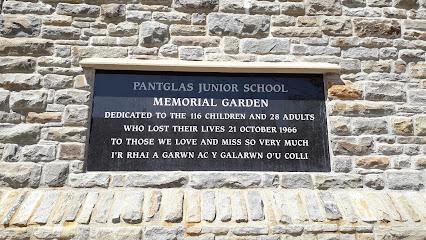 PANTGLAS JUNIOR SCHOOL
MEMORIAL GARDEN
DEDICATED TO THE 116 CHILDREN AND 28 ADULTS
WHO LOST THEIR LIVES 21 OCTOBER 1966
TO THOSE WE LOVE AND MISS SO VERY MUCH
I'R RHAI A GARWN AC Y GALARWN O'U COLLI